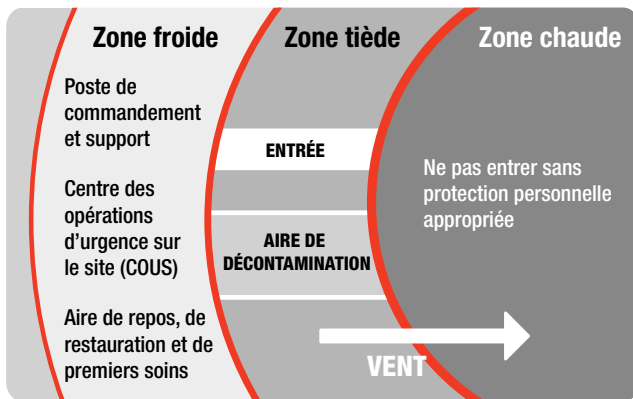 Zone froide
Poste de
commandement
et support
Centre des
opérations
d’urgence sur
le site (COUS)
Aire de repos, de
restauration et de
premiers soins
Zone tiède
ENTRÉE
AIRE DE
DÉCONTAMINATION
VENT
Zone chaude
Ne pas entrer sans
protection personnelle
appropriée